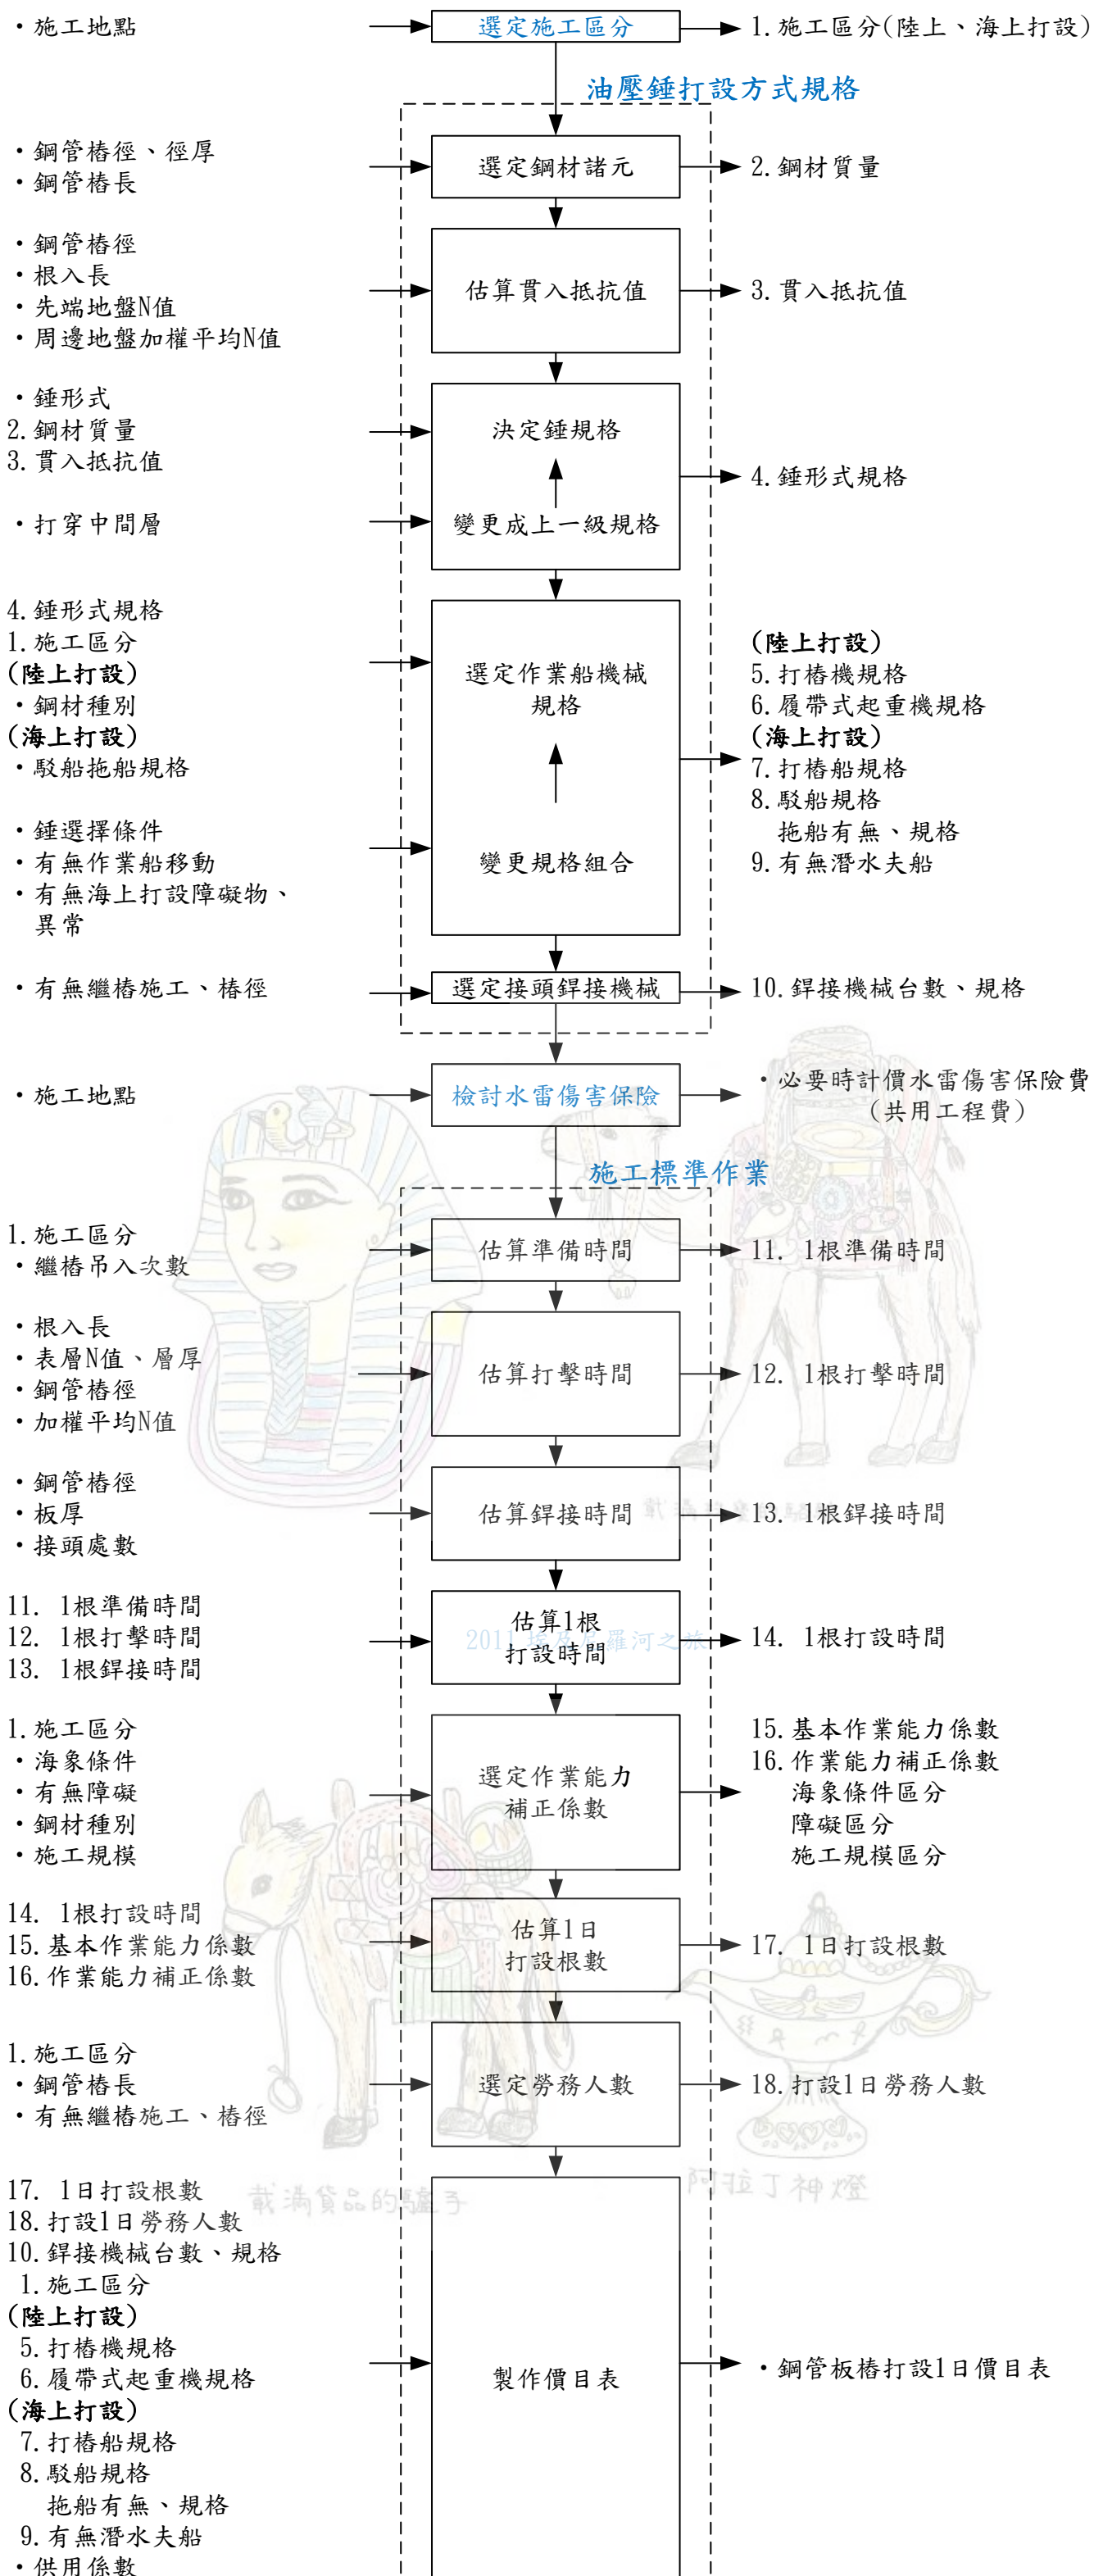 ・施工地點
選定施工區分
1.施工區分(陸上、海上打設)
油壓錘打設方式規格
・鋼管樁徑、徑厚
・鋼管樁長
選定鋼材諸元
2.鋼材質量
・鋼管樁徑
・根入長
・先端地盤N值
・周邊地盤加權平均N值
估算貫入抵抗值
3.貫入抵抗值
・錘形式
2.鋼材質量
3.貫入抵抗值
・打穿中間層
決定錘規格
變更成上一級規格
4.錘形式規格
4.錘形式規格
1.施工區分
(陸上打設)
・鋼材種別
(海上打設)
・駁船拖船規格
・錘選擇條件
・有無作業船移動
・有無海上打設障礙物、
異常
選定作業船機械
規格
變更規格組合
(陸上打設)
5.打樁機規格
6.履帶式起重機規格
(海上打設)
7.打樁船規格
8.駁船規格
拖船有無、規格
9.有無潛水夫船
・有無繼樁施工、樁徑
選定接頭銲接機械
10.銲接機械台數、規格
・施工地點
檢討水雷傷害保險
・必要時計價水雷傷害保險費
(共用工程費)
施工標準作業
1.施工區分
・繼樁吊入次數
估算準備時間
11. 1根準備時間
・根入長
・表層N值、層厚
・鋼管樁徑
・加權平均N值
估算打擊時間
12. 1根打擊時間
・鋼管樁徑
・板厚
・接頭處數
估算銲接時間
13. 1根銲接時間
11. 1根準備時間
12. 1根打擊時間
13. 1根銲接時間
估算1根
打設時間
2011 埃及尼羅河之旅
14. 1根打設時間
1.施工區分
・海象條件
・有無障礙
・鋼材種別
・施工規模
選定作業能力
補正係數
15.基本作業能力係數
16.作業能力補正係數
海象條件區分
障礙區分
施工規模區分
14. 1根打設時間
15.基本作業能力係數
16.作業能力補正係數
估算1日
打設根數
17. 1日打設根數
1.施工區分
・鋼管樁長
・有無繼樁施工、樁徑
選定勞務人數
18.打設1日勞務人數
載滿貨品的驢子
阿拉丁神燈
17. 1日打設根數
18.打設1日勞務人數
10.銲接機械台數、規格
1.施工區分
(陸上打設)
5.打樁機規格
6.履帶式起重機規格
(海上打設)
7.打樁船規格
8.駁船規格
拖船有無、規格
9.有無潛水夫船
・供用係數
製作價目表
・鋼管板樁打設1日價目表